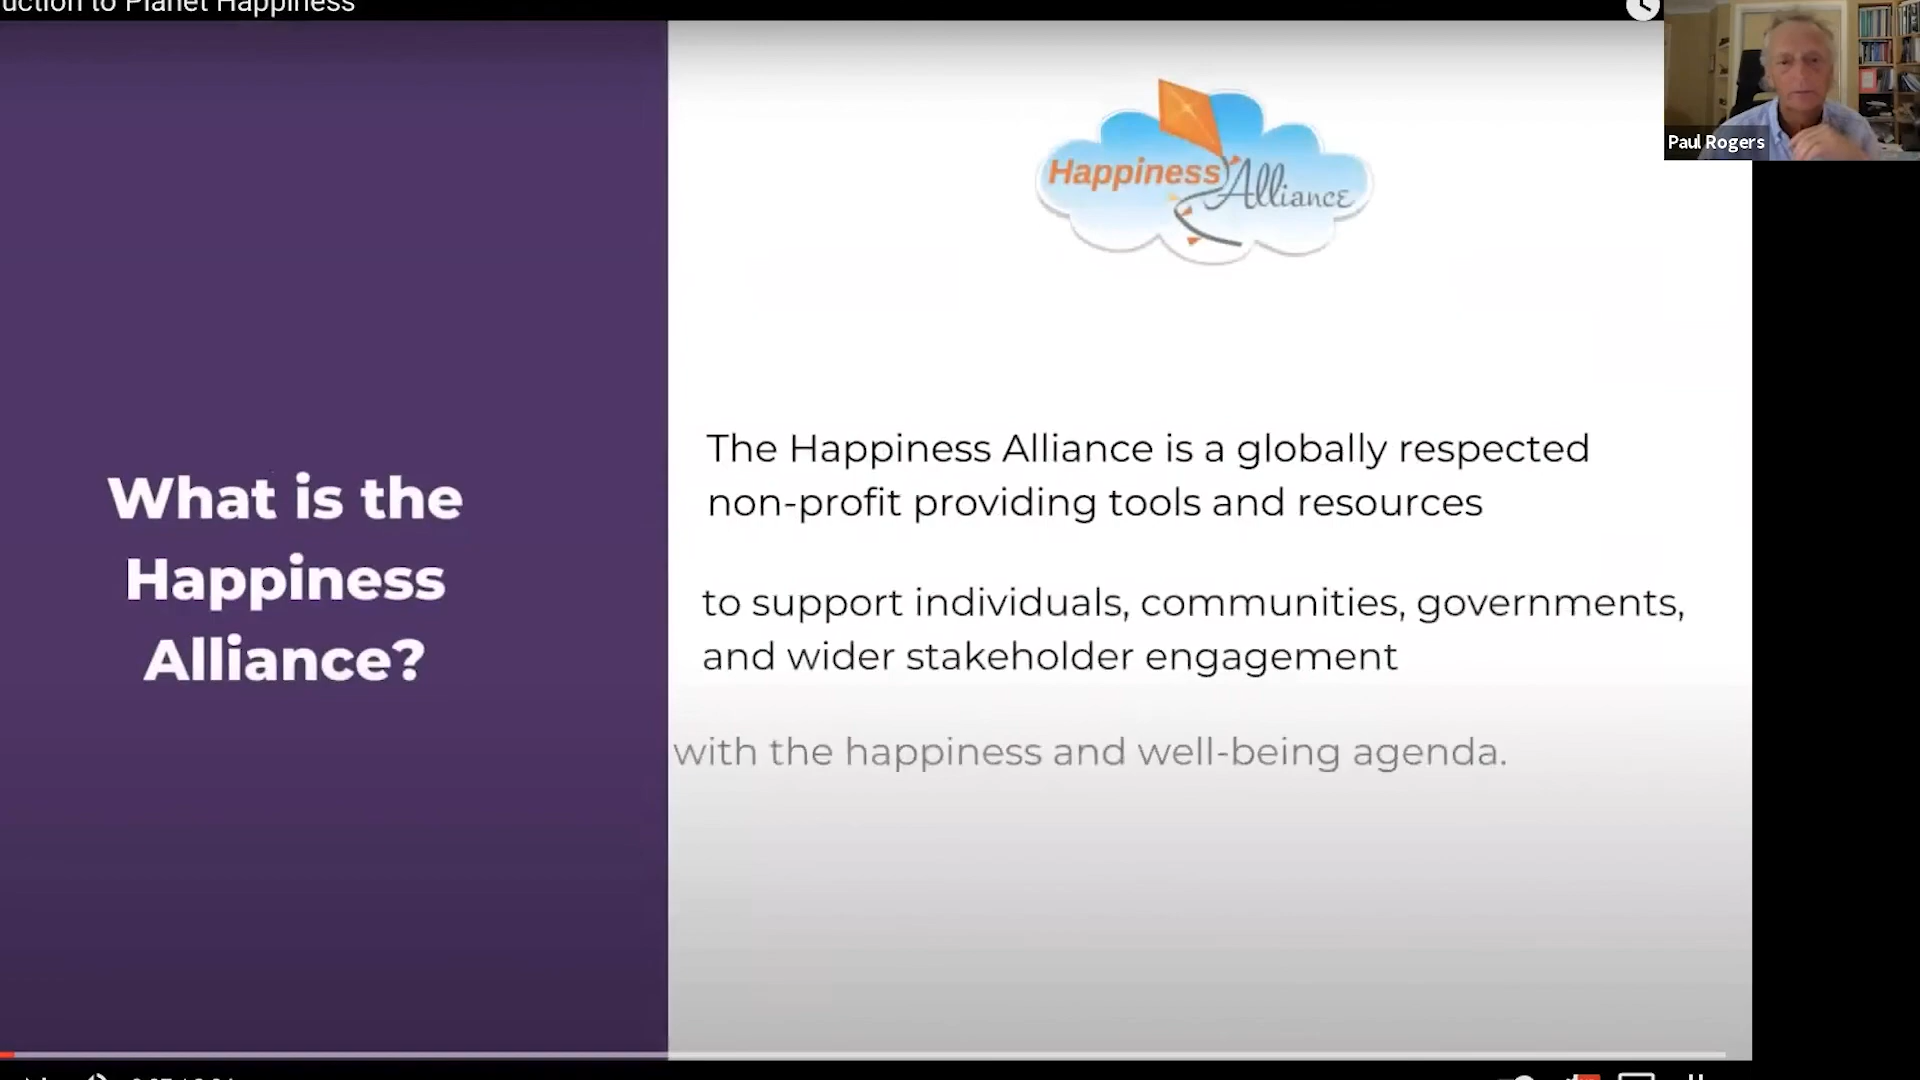 uction to Planet Happiness
Paul Rogers
Happiness Alliance
What is the
Happiness
Alliance?
The Happiness Alliance is a globally respected
non-profit providing tools and resources
to support individuals, communities, governments,
and wider stakeholder engagement
with the happiness and well-being agenda.